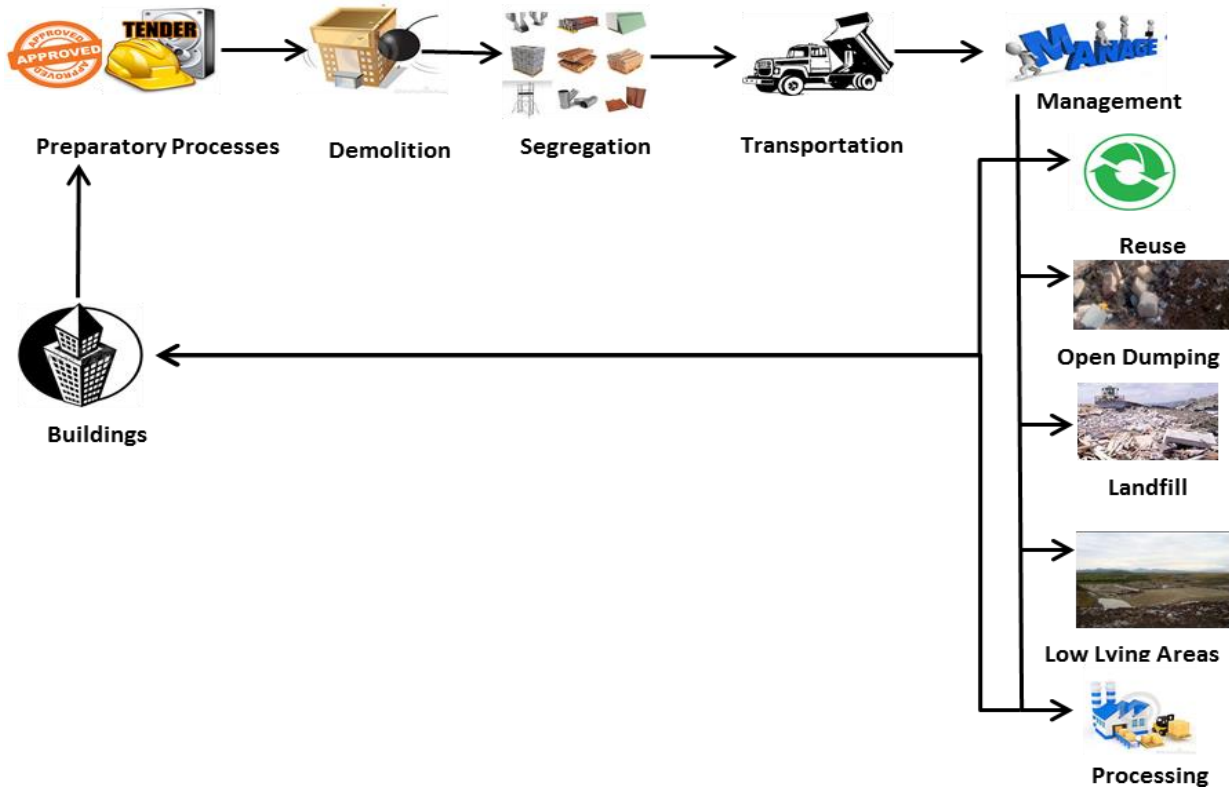 APPROVED
APPROVED
APPROVED
TENDER
MANAGE
Preparatory Processes
Demolition
Segregation
Transportation
Management
Reuse
Open Dumping
Buildings
Landfill
Low Lying Areas
Processing